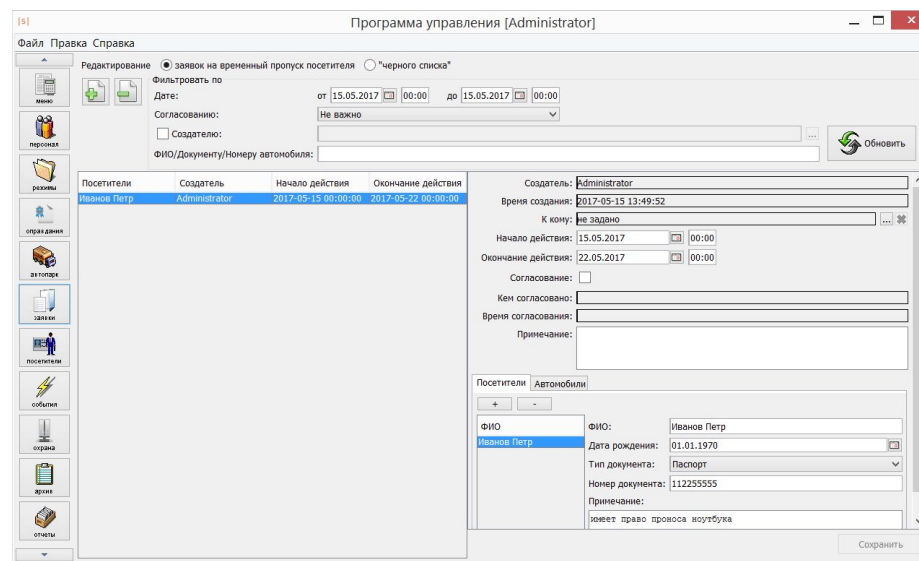 |s|
Программа управления [Administrator]
Файл Правка Справка
Редактирование заявок на временный пропуск посетителя "черного списка"
Фильтровать по
Дате: от 15.05.2017 00:00 до 15.05.2017 00:00
Согласованию: Не важно
Создателю: ...
ФИО/Документу/Номеру автомобиля:
Обновить
меню
персонал
режимы
оправдания
автопарк
заявки
посетители
события
охрана
архив
отчеты
Посетители Создатель Начало действия Окончание действия
Иванов Петр Administrator 2017-05-15 00:00:00 2017-05-22 00:00:00
Создатель: Administrator
Время создания: 2017-05-15 13:49:52
К кому: не задано ...
Начало действия: 15.05.2017 00:00
Окончание действия: 22.05.2017 00:00
Согласование:
Кем согласовано:
Время согласования:
Примечание:
Посетители Автомобили
+ -
ФИО
Иванов Петр
ФИО: Иванов Петр
Дата рождения: 01.01.1970
Тип документа: Паспорт
Номер документа: 112255555
Примечание:
имеет право проноса ноутбука
Сохранить